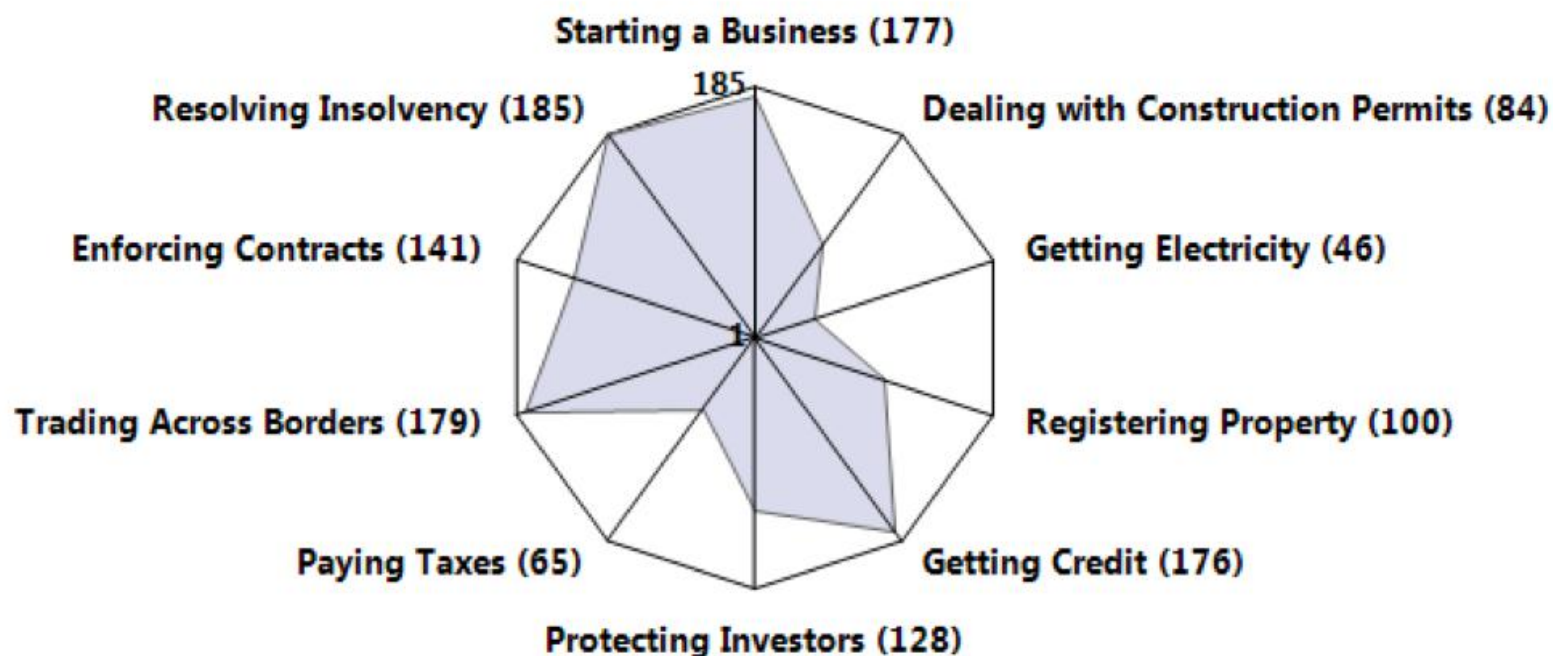 Starting a Business (177)
185
Resolving Insolvency (185)
Dealing with Construction Permits (84)
Enforcing Contracts (141)
Getting Electricity (46)
1
Trading Across Borders (179)
Registering Property (100)
Paying Taxes (65)
Getting Credit (176)
Protecting Investors (128)